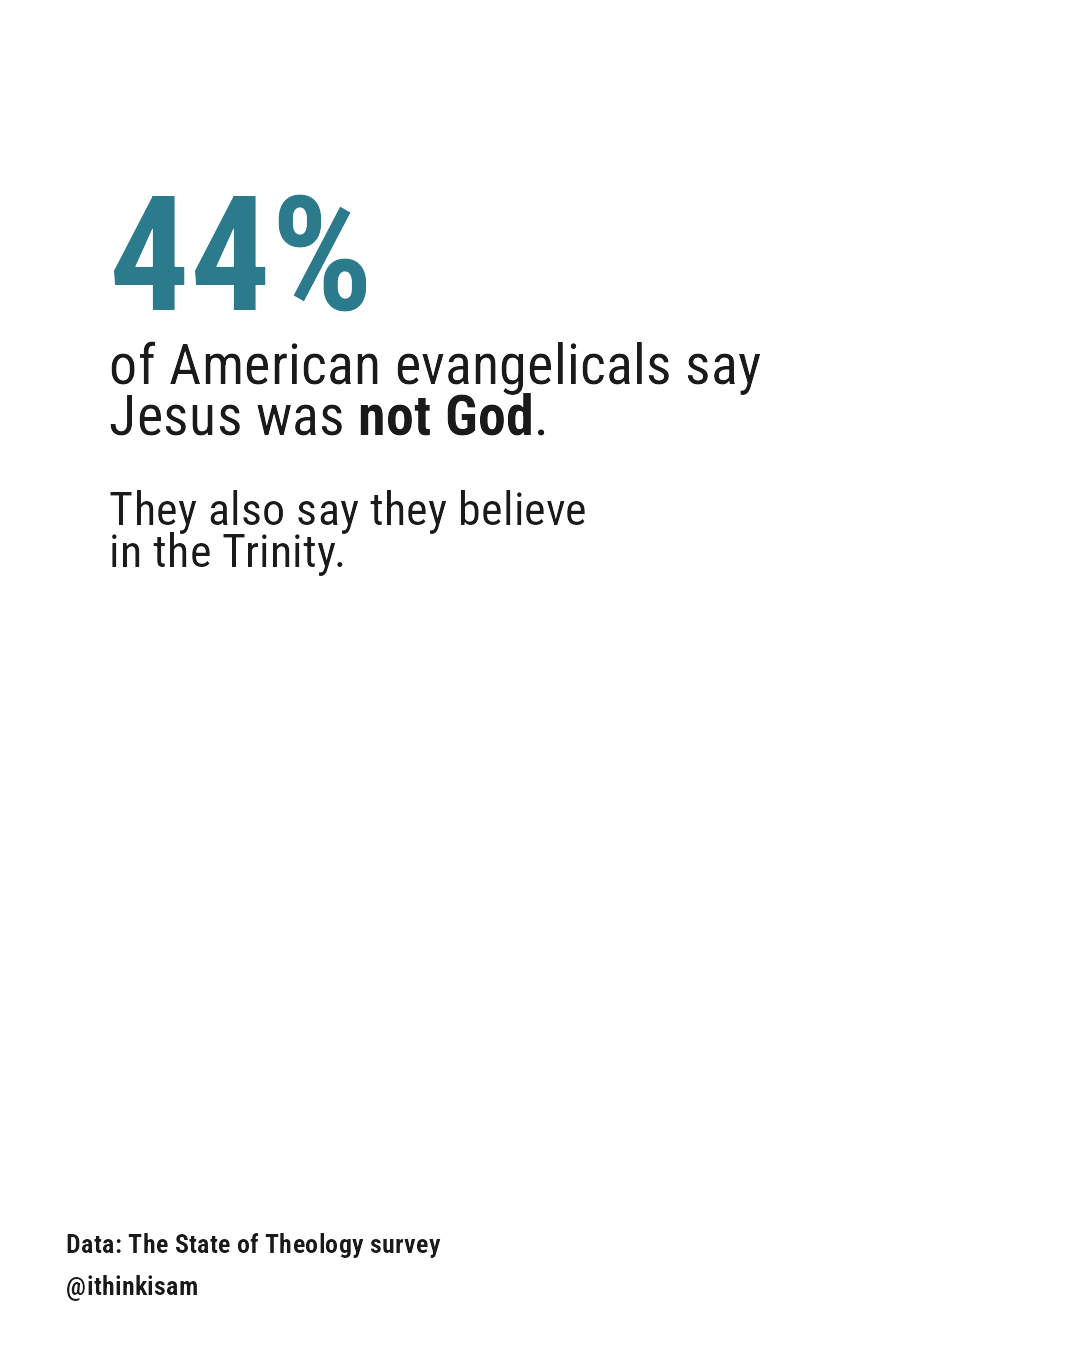 44%
of American evangelicals say
Jesus was not God.
They also say they believe
in the Trinity.
Data: The State of Theology survey
@ithinkisam